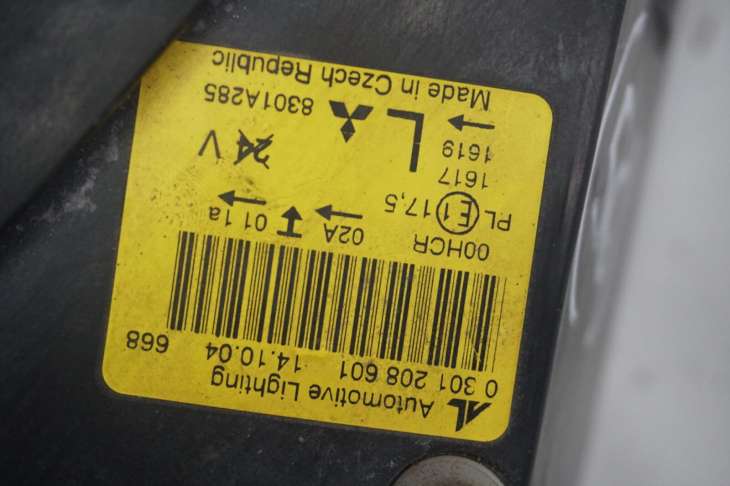 AL Automotive Lighting
0 301 208 601 14.10.04 668
00HCR 02A 01 1a
PL E1 17,5
1617
1619
24 V
L 8301A285
Made in Czech Republic